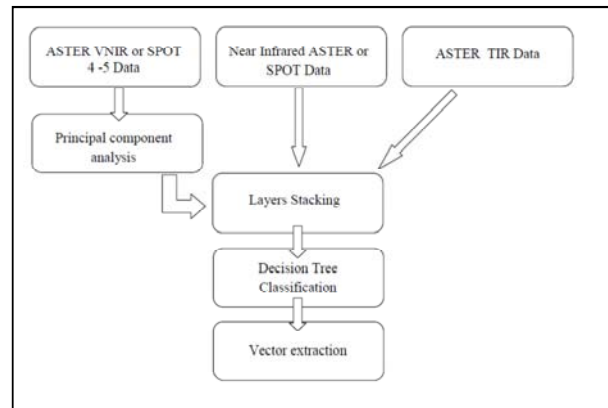 ASTER VNIR or SPOT
4 -5 Data
Near Infrared ASTER or
SPOT Data
ASTER TIR Data
Principal component
analysis
Layers Stacking
Decision Tree
Classification
Vector extraction